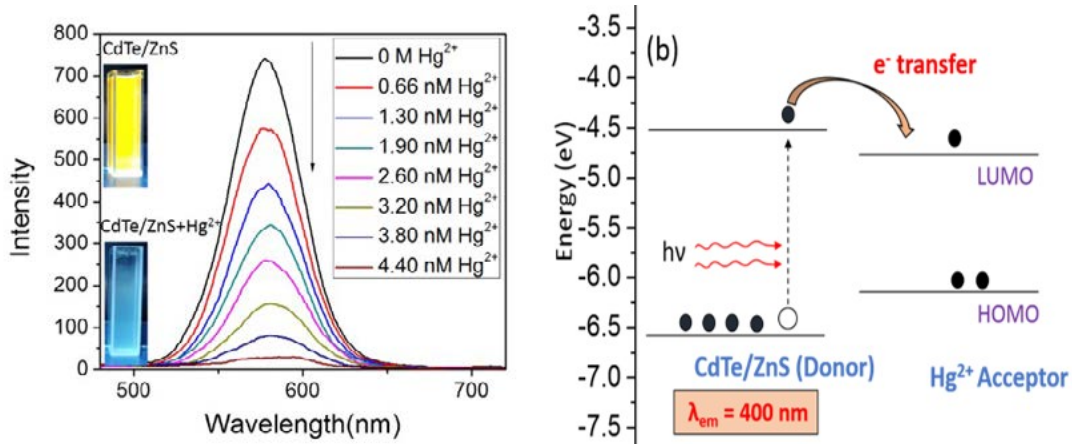 CdTe/ZnS
CdTe/ZnS+Hg²⁺
Intensity
800
700
600
500
400
300
200
100
0
500
600
700
Wavelength(nm)
0 M Hg²⁺
0.66 nM Hg²⁺
1.30 nM Hg²⁺
1.90 nM Hg²⁺
2.60 nM Hg²⁺
3.20 nM Hg²⁺
3.80 nM Hg²⁺
4.40 nM Hg²⁺
(b)
Energy (eV)
-3.5
-4.0
-4.5
-5.0
-5.5
-6.0
-6.5
-7.0
-7.5
e⁻ transfer
LUMO
hν
HOMO
CdTe/ZnS (Donor)
Hg²⁺ Acceptor
λem = 400 nm